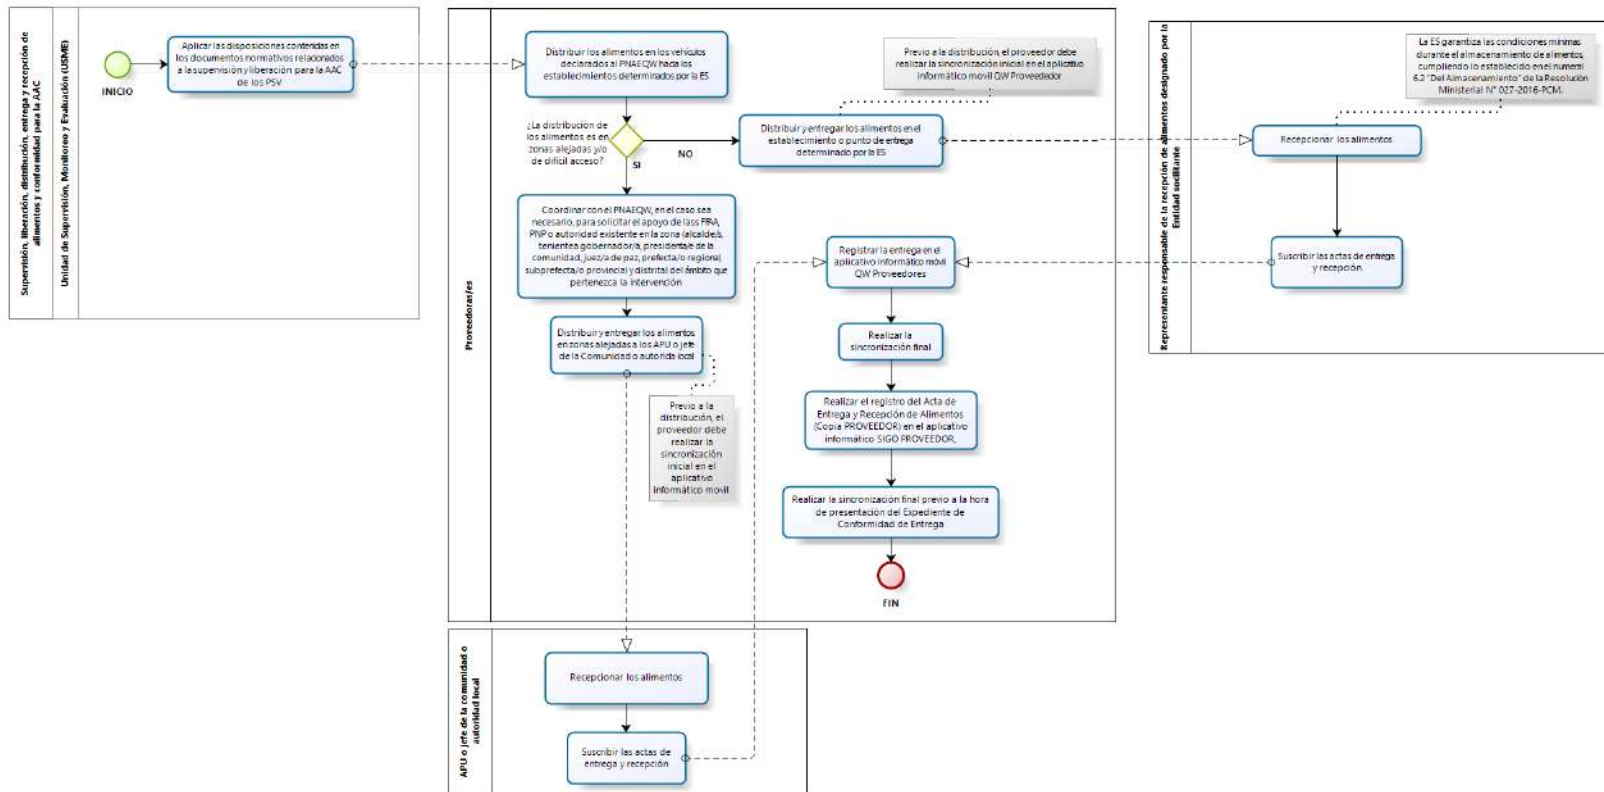 Supervisión, liberación, distribución, entrega y recepción de
alimentos y conformidad para la AAC
Unidad de Supervisión, Monitoreo y Evaluación (USME)
INICIO
Aplicar las disposiciones contenidas en
los documentos normativos relacionados
a la supervisión y liberación para la AAC
de los PSV
Proveedoras/es
Distribuir los alimentos en los vehículos
declarados al PNAEQW hacia los
establecimientos determinados por la ES
¿La distribución de
los alimentos es en
zonas alejadas y/o
de difícil acceso?
SI
NO
Previo a la distribución, el proveedor debe
realizar la sincronización inicial en el
aplicativo informático movil QW Proveedor
Distribuir y entregar los alimentos en el
establecimiento o punto de entrega
determinado por la ES
Coordinar con el PNAEQW, en el caso sea
necesario, para solicitar el apoyo de lass FFAA,
PNP o autoridad existente en la zona (alcalde/s,
tenientea gobernador/a, presidenta/e de la
comunidad, juez/a de paz, prefecta/o regional,
subprefecta/o provincial y distrital del ámbito que
pertenezca la intervención
Distribuir y entregar los alimentos
en zonas alejadas a los APU o jefe
de la Comunidad o autorida local
Previo a la
distribución, el
proveedor debe
realizar la
sincronización
inicial en el
aplicativo
informático movil
Registrar la entrega en el
aplicativo informático móvil
QW Proveedores
Realizar la
sincronización final
Realizar el registro del Acta de
Entrega y Recepción de Alimentos
(Copia PROVEEDOR) en el aplicativo
informático SIGO PROVEEDOR,
Realizar la sincronización final previo a la hora
de presentación del Expediente de
Conformidad de Entrega
FIN
Representante responsable de la recepción de alimentos designado por la
Entidad socilitante
La ES garantiza las condiciones mínimas
durante el almacenamiento de alimentos,
cumpliendo lo establecido en el numeral
6.2 "Del Almacenamiento" de la Resolución
Ministerial N° 027-2016-PCM.
Recepcionar los alimentos
Suscribir las actas de entrega
y recepción
APU o jefe de la comunidad o
autoridad local
Recepcionar los alimentos
Suscribir las actas de
entrega y recepción